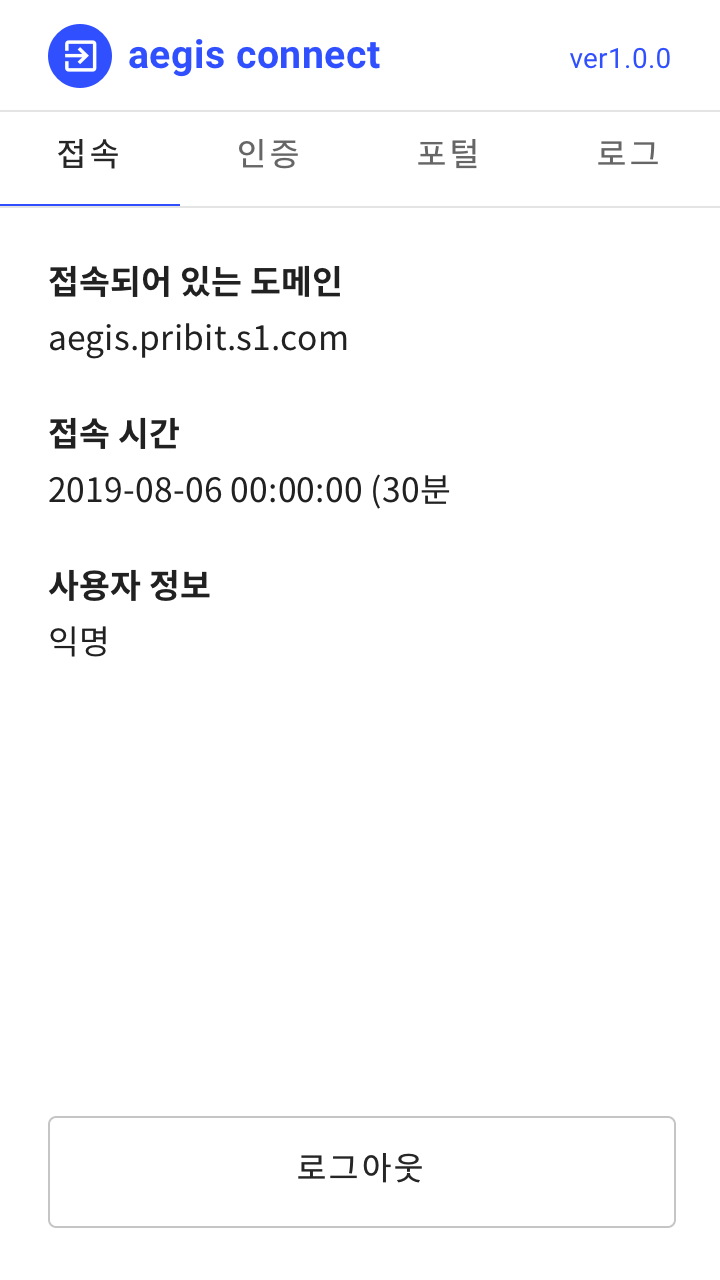 aegis connect
ver1.0.0
접속 인증 포털 로그
접속되어 있는 도메인
aegis.pribit.s1.com
접속 시간
2019-08-06 00:00:00 (30분
사용자 정보
익명
로그아웃